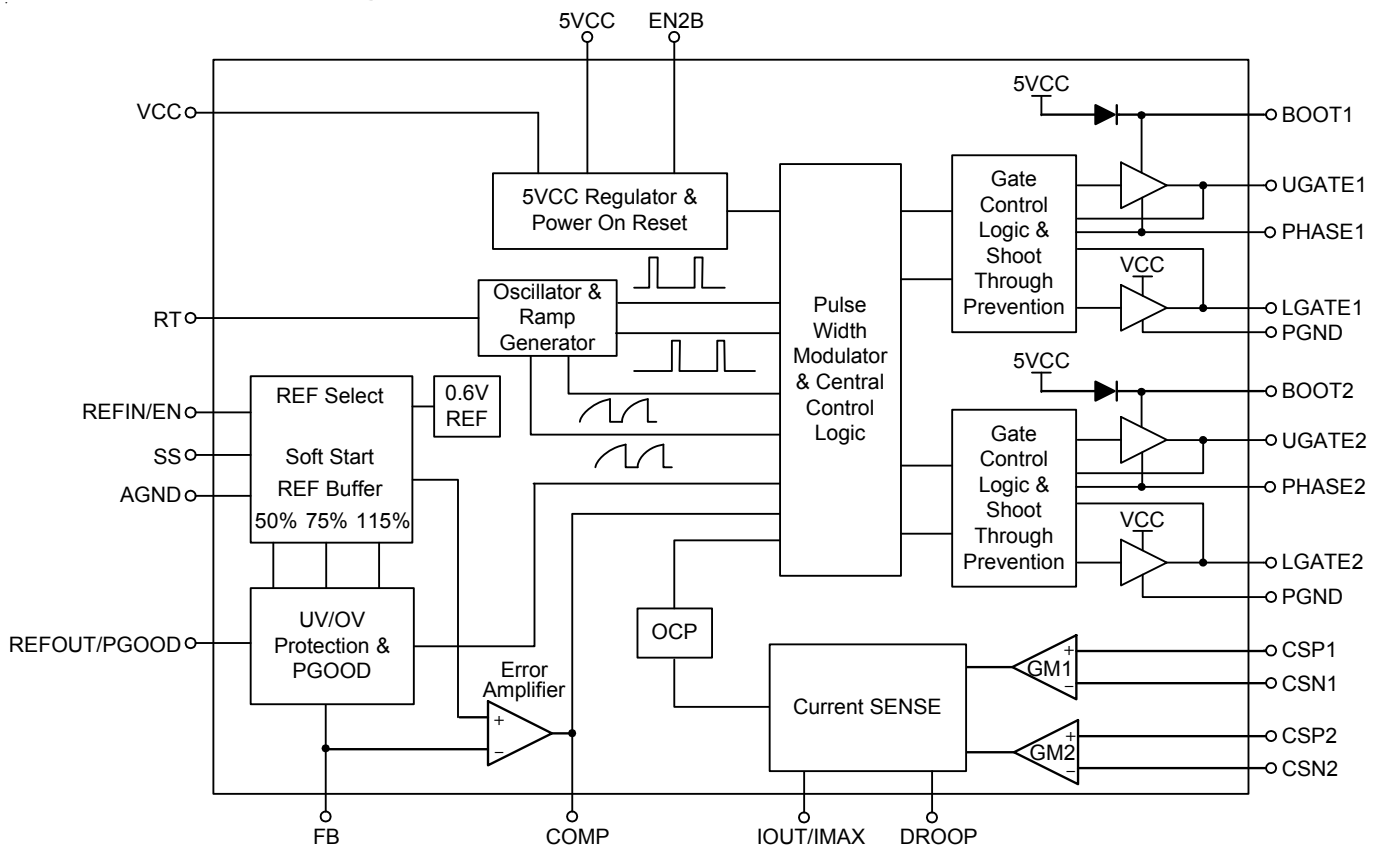 5VCC EN2B
VCC
5VCC Regulator &
Power On Reset
RT
Oscillator &
Ramp
Generator
REFIN/EN
SS
AGND
REF Select
Soft Start
REF Buffer
50% 75% 115%
0.6V
REF
REFOUT/PGOOD
UV/OV
Protection &
PGOOD
Error
Amplifier
+
−
Pulse
Width
Modulator
& Central
Control
Logic
OCP
Current SENSE
Gate
Control
Logic &
Shoot
Through
Prevention
5VCC
BOOT1
UGATE1
PHASE1
VCC
LGATE1
PGND
Gate
Control
Logic &
Shoot
Through
Prevention
5VCC
BOOT2
UGATE2
PHASE2
VCC
LGATE2
PGND
GM1
+
−
CSP1
CSN1
GM2
+
−
CSP2
CSN2
FB
COMP
IOUT/IMAX
DROOP